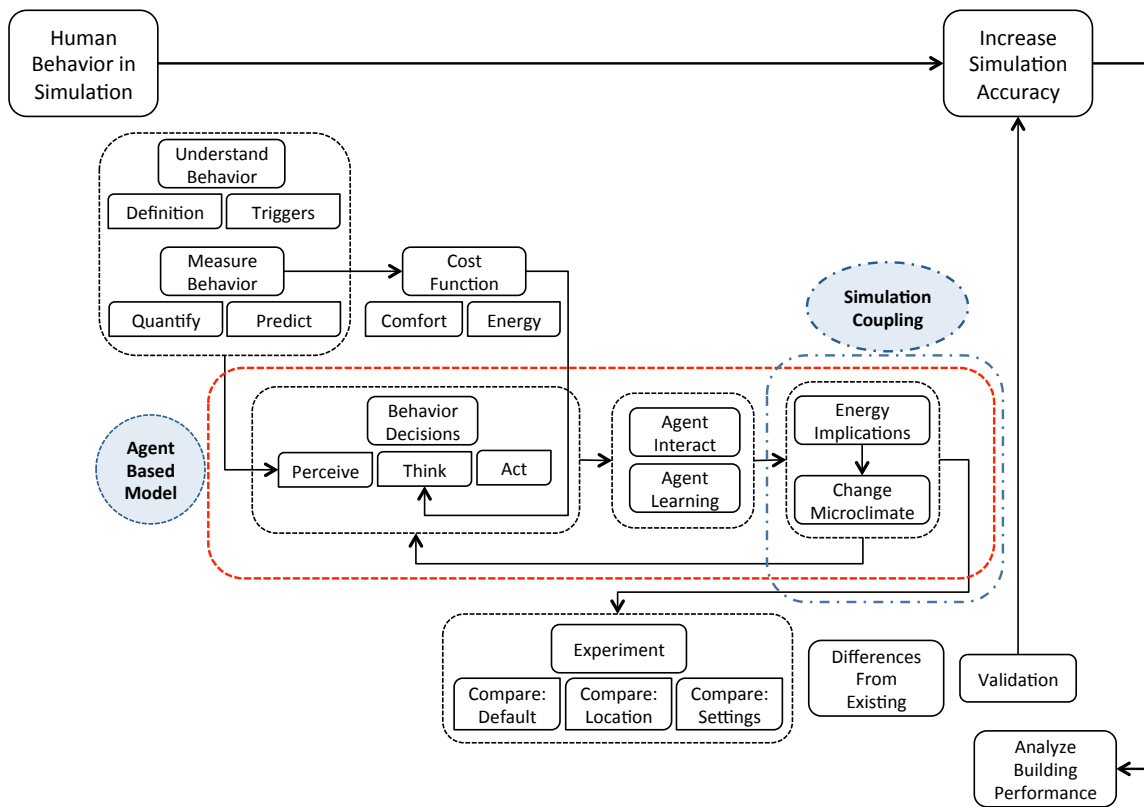 Human
Behavior in
Simulation
Increase
Simulation
Accuracy
Understand
Behavior
Definition
Triggers
Measure
Behavior
Quantify
Predict
Cost
Function
Comfort
Energy
Simulation
Coupling
Agent
Based
Model
Behavior
Decisions
Perceive
Think
Act
Agent
Interact
Agent
Learning
Energy
Implications
Change
Microclimate
Experiment
Compare:
Default
Compare:
Location
Compare:
Settings
Differences
From
Existing
Validation
Analyze
Building
Performance